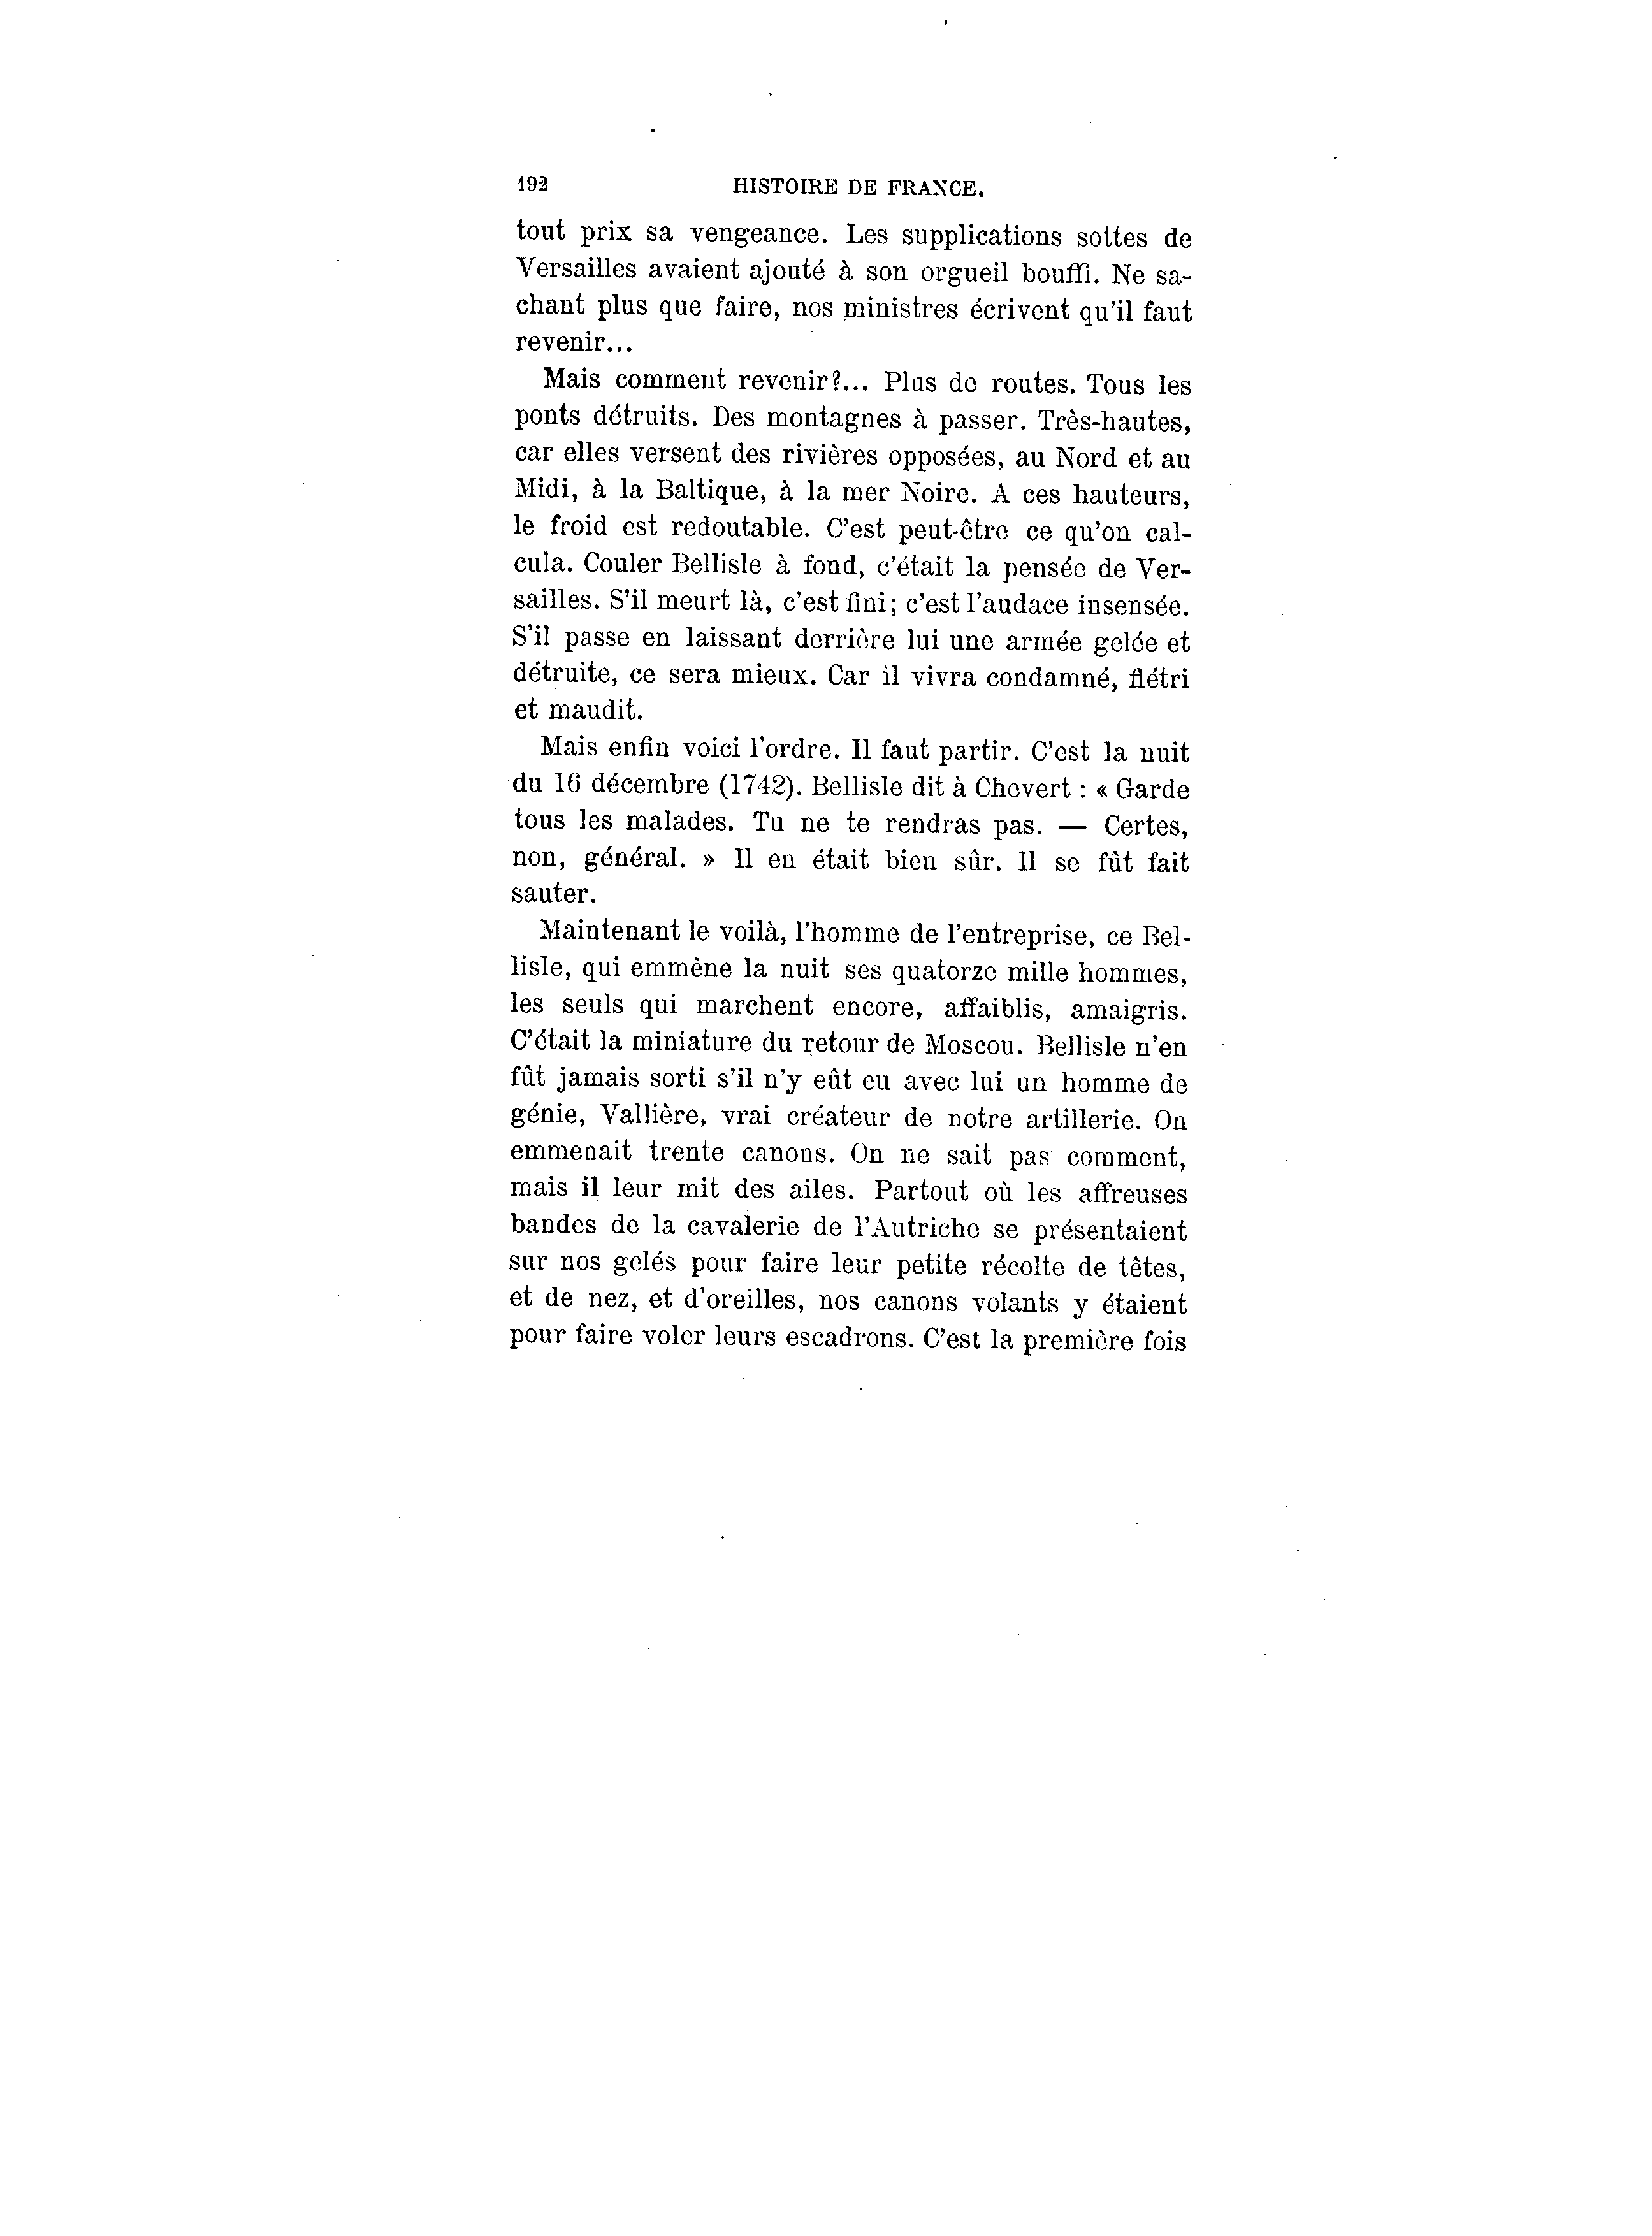 192 HISTOIRE DE FRANCE.
tout prix sa vengeance. Les supplications sottes de
Versailles avaient ajouté à son orgueil bouffi. Ne sa-
chant plus que faire, nos ministres écrivent qu'il faut
revenir...
Mais comment revenir?... Plus de routes. Tous les
ponts détruits. Des montagnes à passer. Très-hautes,
car elles versent des rivières opposées, au Nord et au
Midi, à la Baltique, à la mer Noire. A ces hauteurs,
le froid est redoutable. C'est peut-être ce qu'on cal-
cula. Couler Bellisle à fond, c'était la pensée de Ver-
sailles. S'il meurt là, c'est fini; c'est l'audace insensée.
S'il passe en laissant derrière lui une armée gelée et
détruite, ce sera mieux. Car il vivra condamné, flétri
et maudit.
Mais enfin voici l'ordre. Il faut partir. C'est la nuit
du 16 décembre (1742). Bellisle dit à Chevert : « Garde
tous les malades. Tu ne te rendras pas. — Certes,
non, général. » Il en était bien sûr. Il se fût fait
sauter.
Maintenant le voilà, l'homme de l'entreprise, ce Bel-
lisle, qui emmène la nuit ses quatorze mille hommes,
les seuls qui marchent encore, affaiblis, amaigris.
C'était la miniature du retour de Moscou. Bellisle n'en
fût jamais sorti s'il n'y eût eu avec lui un homme de
génie, Vallière, vrai créateur de notre artillerie. On
emmenait trente canons. On ne sait pas comment,
mais il leur mit des ailes. Partout où les affreuses
bandes de la cavalerie de l'Autriche se présentaient
sur nos gelés pour faire leur petite récolte de têtes,
et de nez, et d'oreilles, nos canons volants y étaient
pour faire voler leurs escadrons. C'est la première fois